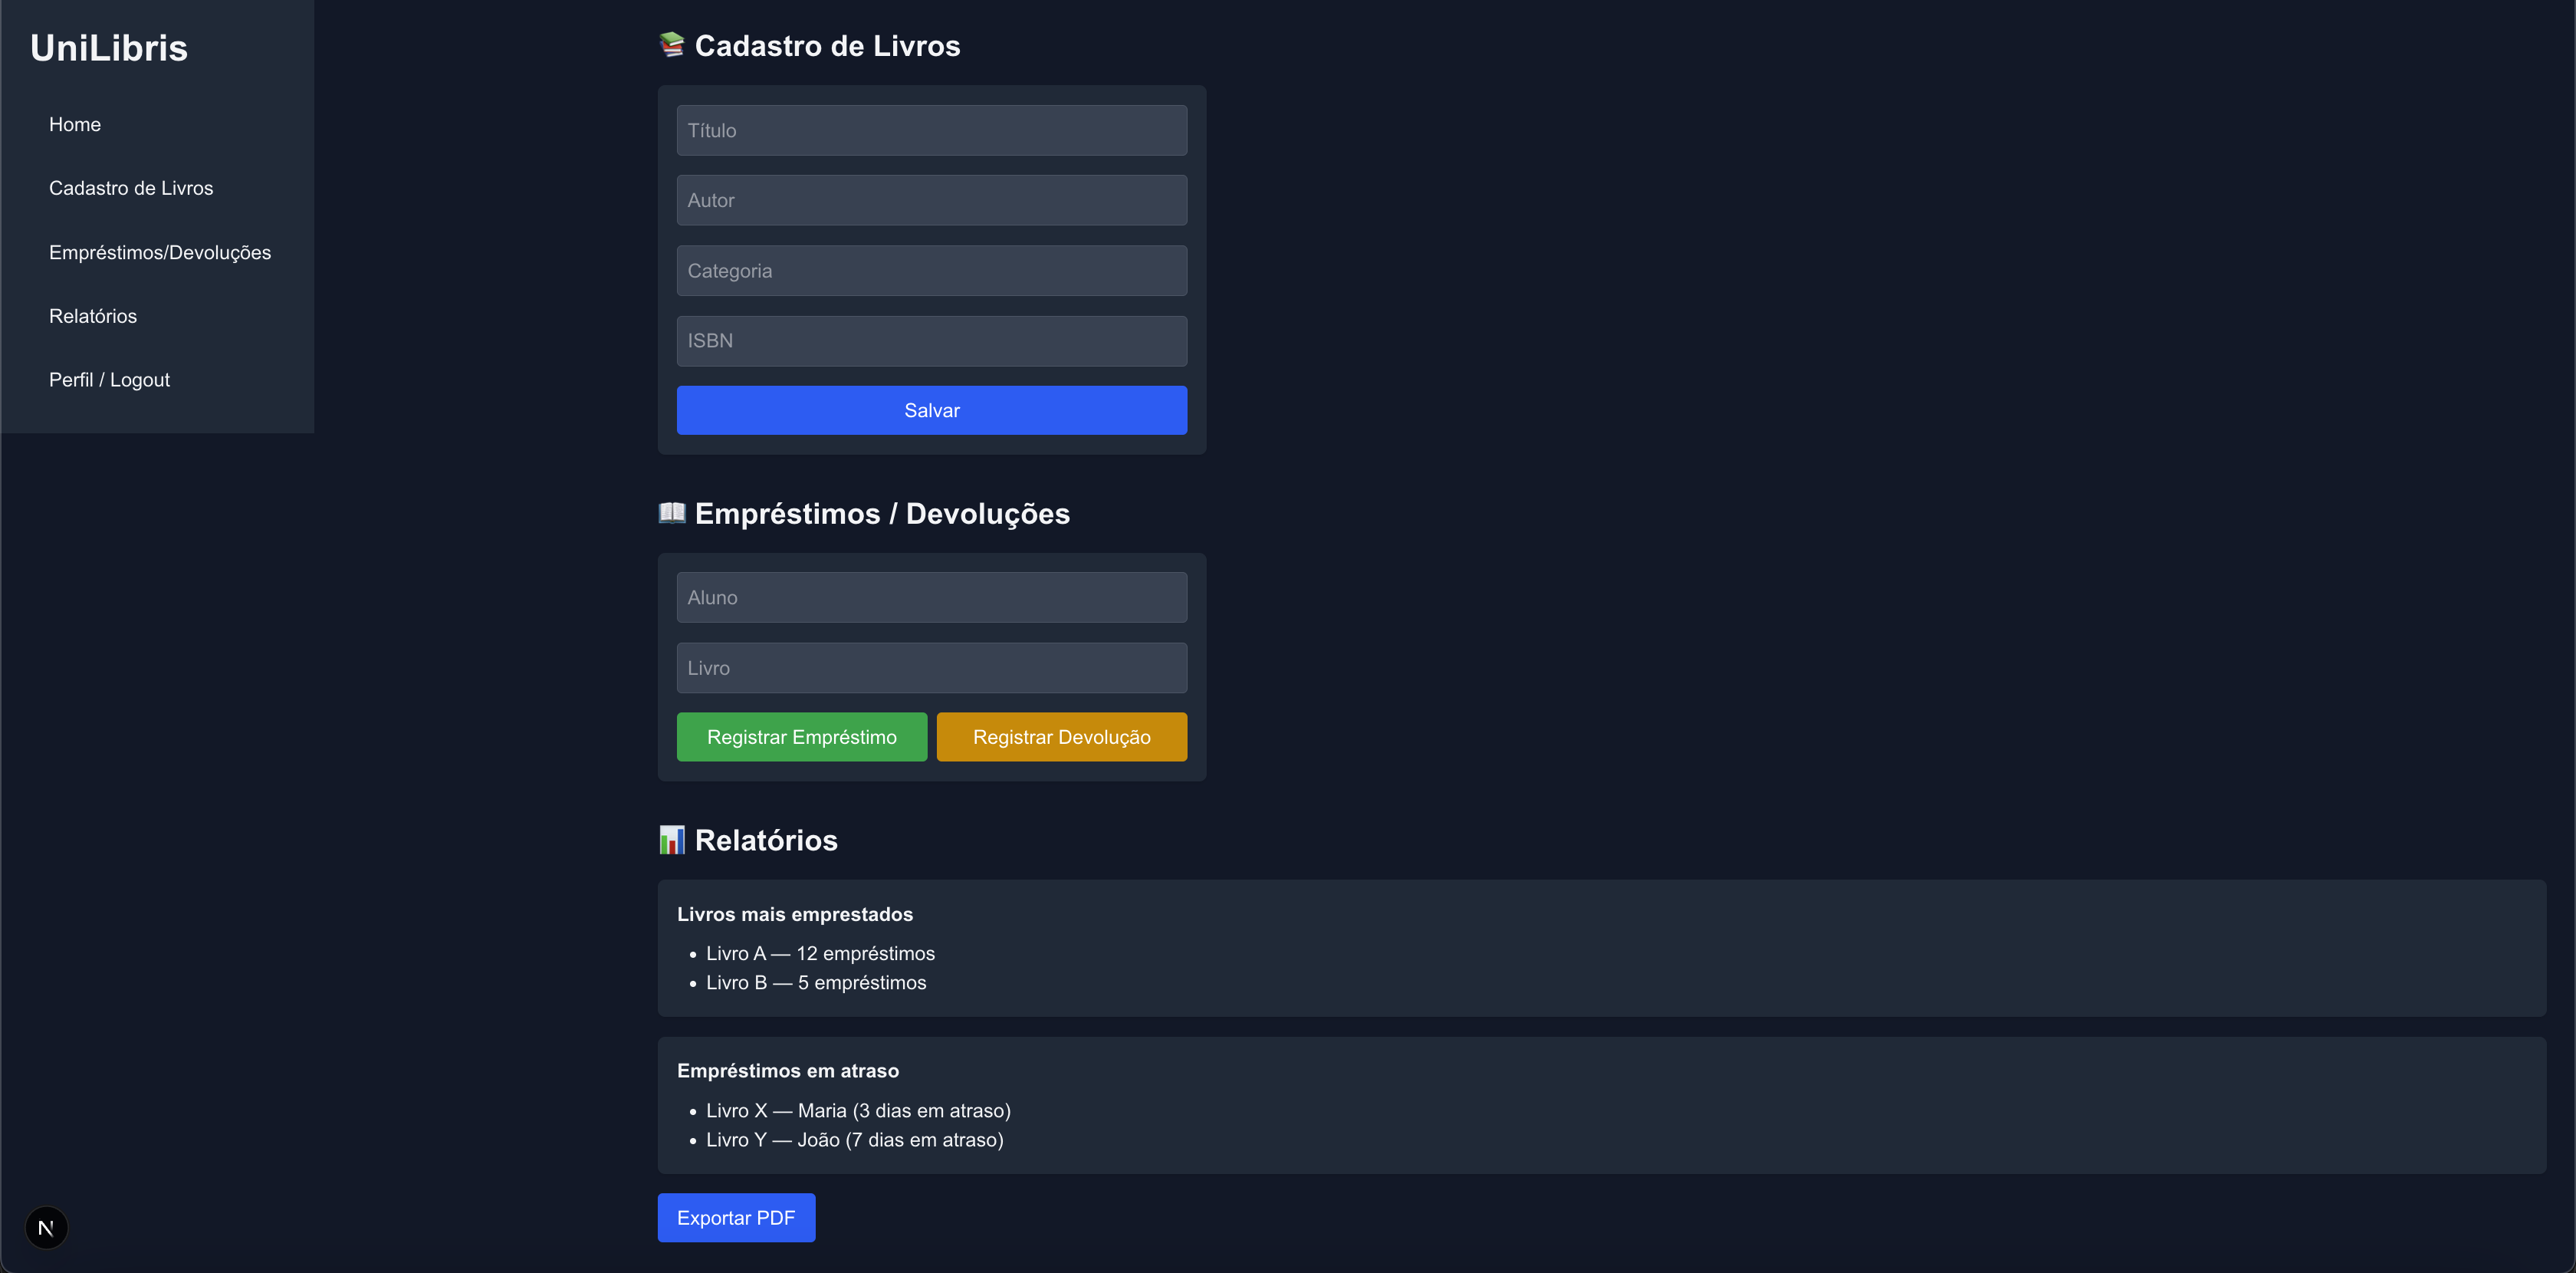 UniLibris
Home
Cadastro de Livros
Empréstimos/Devoluções
Relatórios
Perfil / Logout
📚 Cadastro de Livros
Título
Autor
Categoria
ISBN
Salvar
📖 Empréstimos / Devoluções
Aluno
Livro
Registrar Empréstimo
Registrar Devolução
📊 Relatórios
Livros mais emprestados
• Livro A — 12 empréstimos
• Livro B — 5 empréstimos
Empréstimos em atraso
• Livro X — Maria (3 dias em atraso)
• Livro Y — João (7 dias em atraso)
Exportar PDF
N